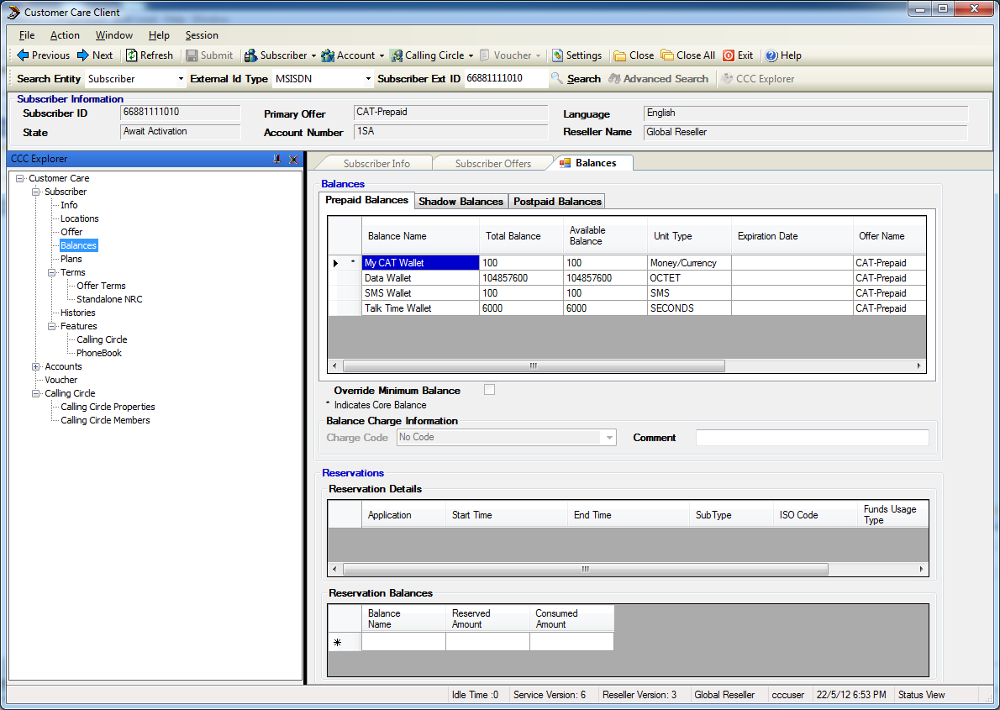 Customer Care Client
File Action Window Help Session
Previous Next Refresh Submit Subscriber Account Calling Circle Voucher Settings Close Close All Exit Help
Search Entity Subscriber External Id Type MSISDN Subscriber Ext ID 66881111010 Search Advanced Search CCC Explorer
Subscriber Information
Subscriber ID 66881111010 Primary Offer CAT-Prepaid Language English
State Await Activation Account Number 1SA Reseller Name Global Reseller
CCC Explorer
Customer Care
Subscriber
Info
Locations
Offer
Balances
Plans
Terms
Offer Terms
Standalone NRC
Histories
Features
Calling Circle
PhoneBook
Accounts
Voucher
Calling Circle
Calling Circle Properties
Calling Circle Members
Subscriber Info Subscriber Offers Balances
Balances
Prepaid Balances Shadow Balances Postpaid Balances
Balance Name Total Balance Available Balance Unit Type Expiration Date Offer Name
* My CAT Wallet 100 100 Money/Currency CAT-Prepaid
Data Wallet 104857600 104857600 OCTET CAT-Prepaid
SMS Wallet 100 100 SMS CAT-Prepaid
Talk Time Wallet 6000 6000 SECONDS CAT-Prepaid
Override Minimum Balance
* Indicates Core Balance
Balance Charge Information
Charge Code No Code Comment
Reservations
Reservation Details
Application Start Time End Time SubType ISO Code Funds Usage Type
Reservation Balances
Balance Name Reserved Amount Consumed Amount
*
Idle Time :0 Service Version: 6 Reseller Version: 3 Global Reseller cccuser 22/5/12 6:53 PM Status View